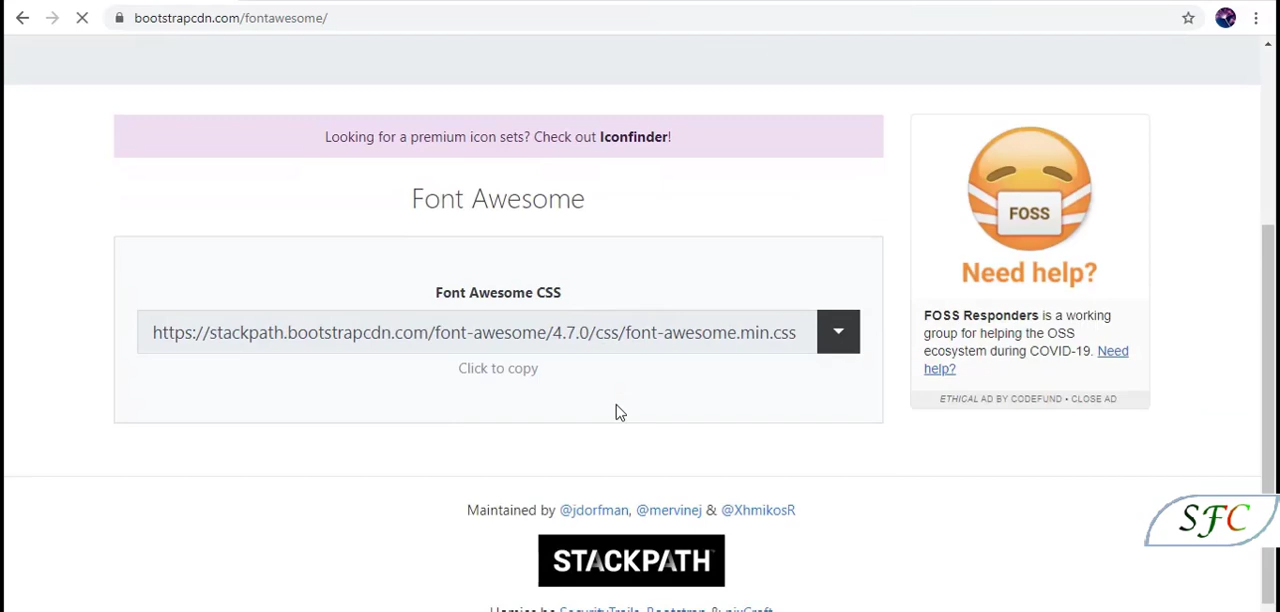 bootstrapcdn.com/fontawesome/
Looking for a premium icon sets? Check out Iconfinder!
Font Awesome
Font Awesome CSS
https://stackpath.bootstrapcdn.com/font-awesome/4.7.0/css/font-awesome.min.css
Click to copy
FOSS
Need help?
FOSS Responders is a working
group for helping the OSS
ecosystem during COVID-19. Need
help?
ETHICAL AD BY CODEFUND • CLOSE AD
Maintained by @jdorfman, @mervinej & @XhmikosR
STACKPATH
SFC